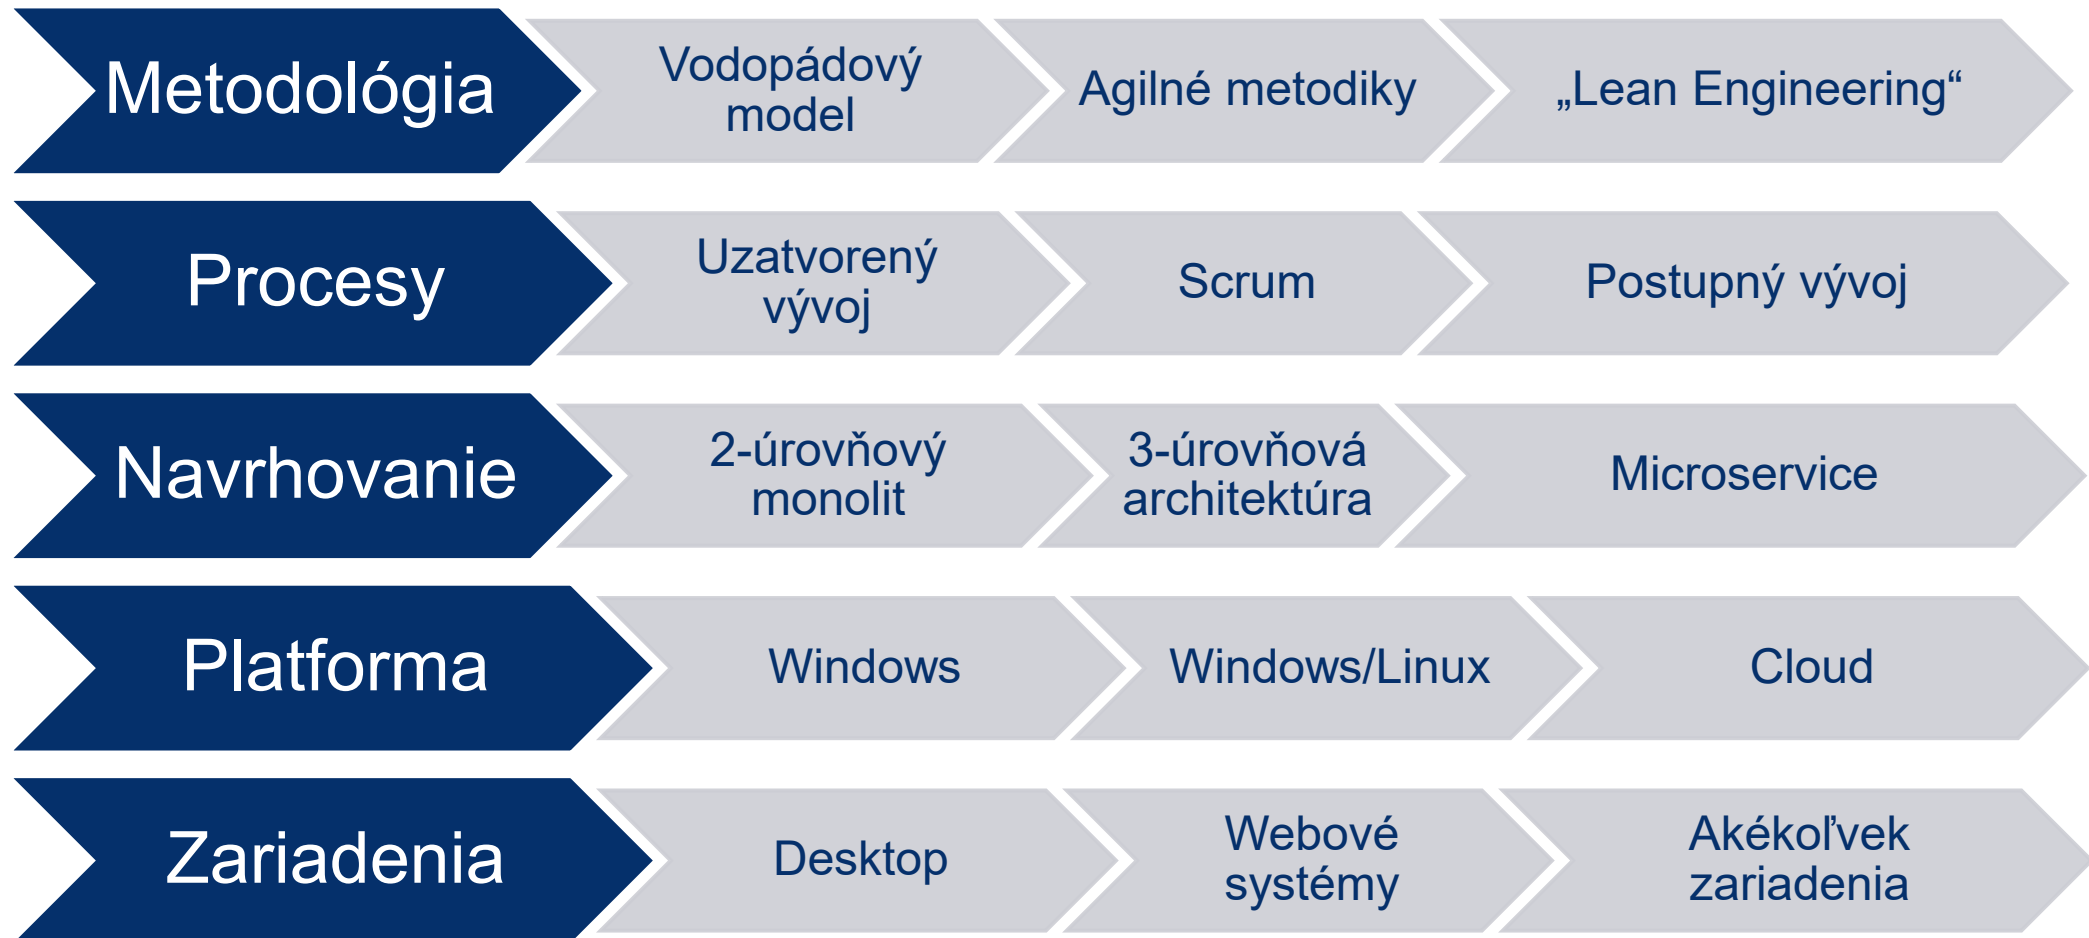 Metodológia
Vodopádový
model
Agilné metodiky
„Lean Engineering“
Procesy
Uzatvorený
vývoj
Scrum
Postupný vývoj
Navrhovanie
2-úrovňový
monolit
3-úrovňová
architektúra
Microservice
Platforma
Windows
Windows/Linux
Cloud
Zariadenia
Desktop
Webové
systémy
Akékoľvek
zariadenia